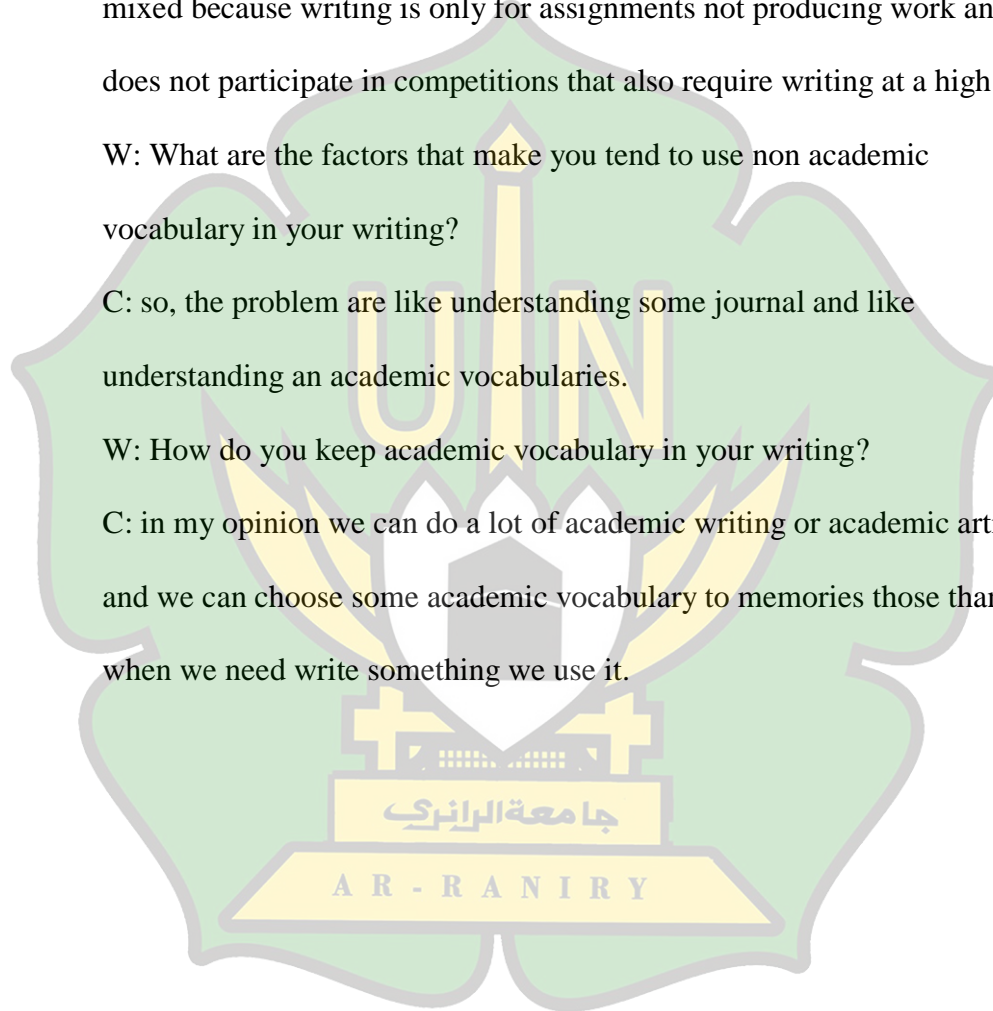 mixed because writing is only for assignments not producing work an
does not participate in competitions that also require writing at a high
W: What are the factors that make you tend to use non academic
vocabulary in your writing?
C: so, the problem are like understanding some journal and like
understanding an academic vocabularies.
W: How do you keep academic vocabulary in your writing?
C: in my opinion we can do a lot of academic writing or academic art
and we can choose some academic vocabulary to memories those than
when we need write something we use it.
UIN
جامعةالرانري
AR-RANIRY